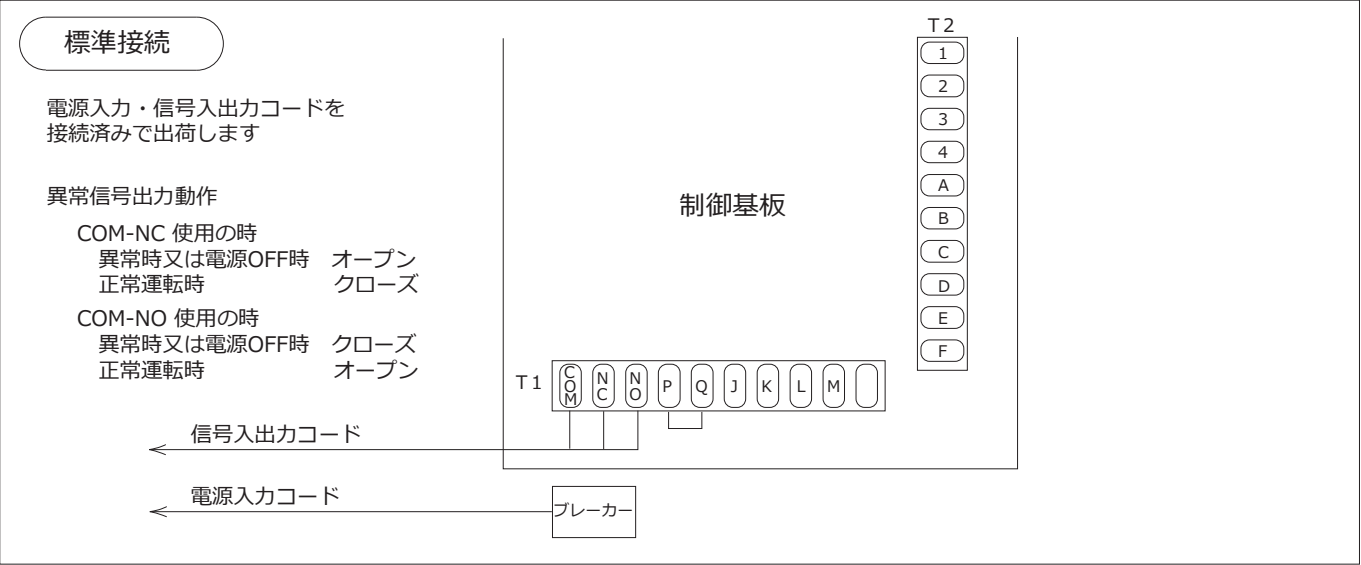 標準接続
電源入力・信号入出力コードを
接続済みで出荷します
異常信号出力動作
COM-NC 使用の時
異常時又は電源OFF時　オープン
正常運転時　クローズ
COM-NO 使用の時
異常時又は電源OFF時　クローズ
正常運転時　オープン
制御基板
T2
1
2
3
4
A
B
C
D
E
F
T1
COM NC NO P Q J K L M
信号入出力コード
電源入力コード
ブレーカー